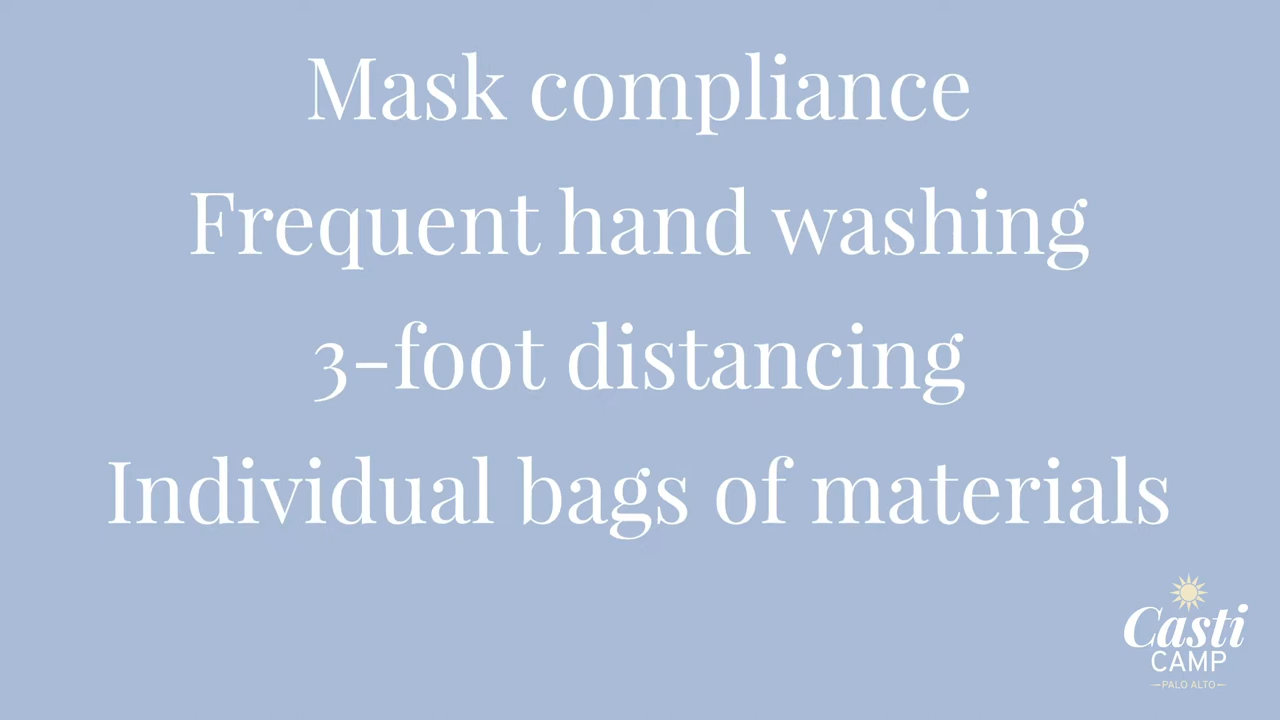 Mask compliance
Frequent hand washing
3-foot distancing
Individual bags of materials
Casti
CAMP
PALO ALTO